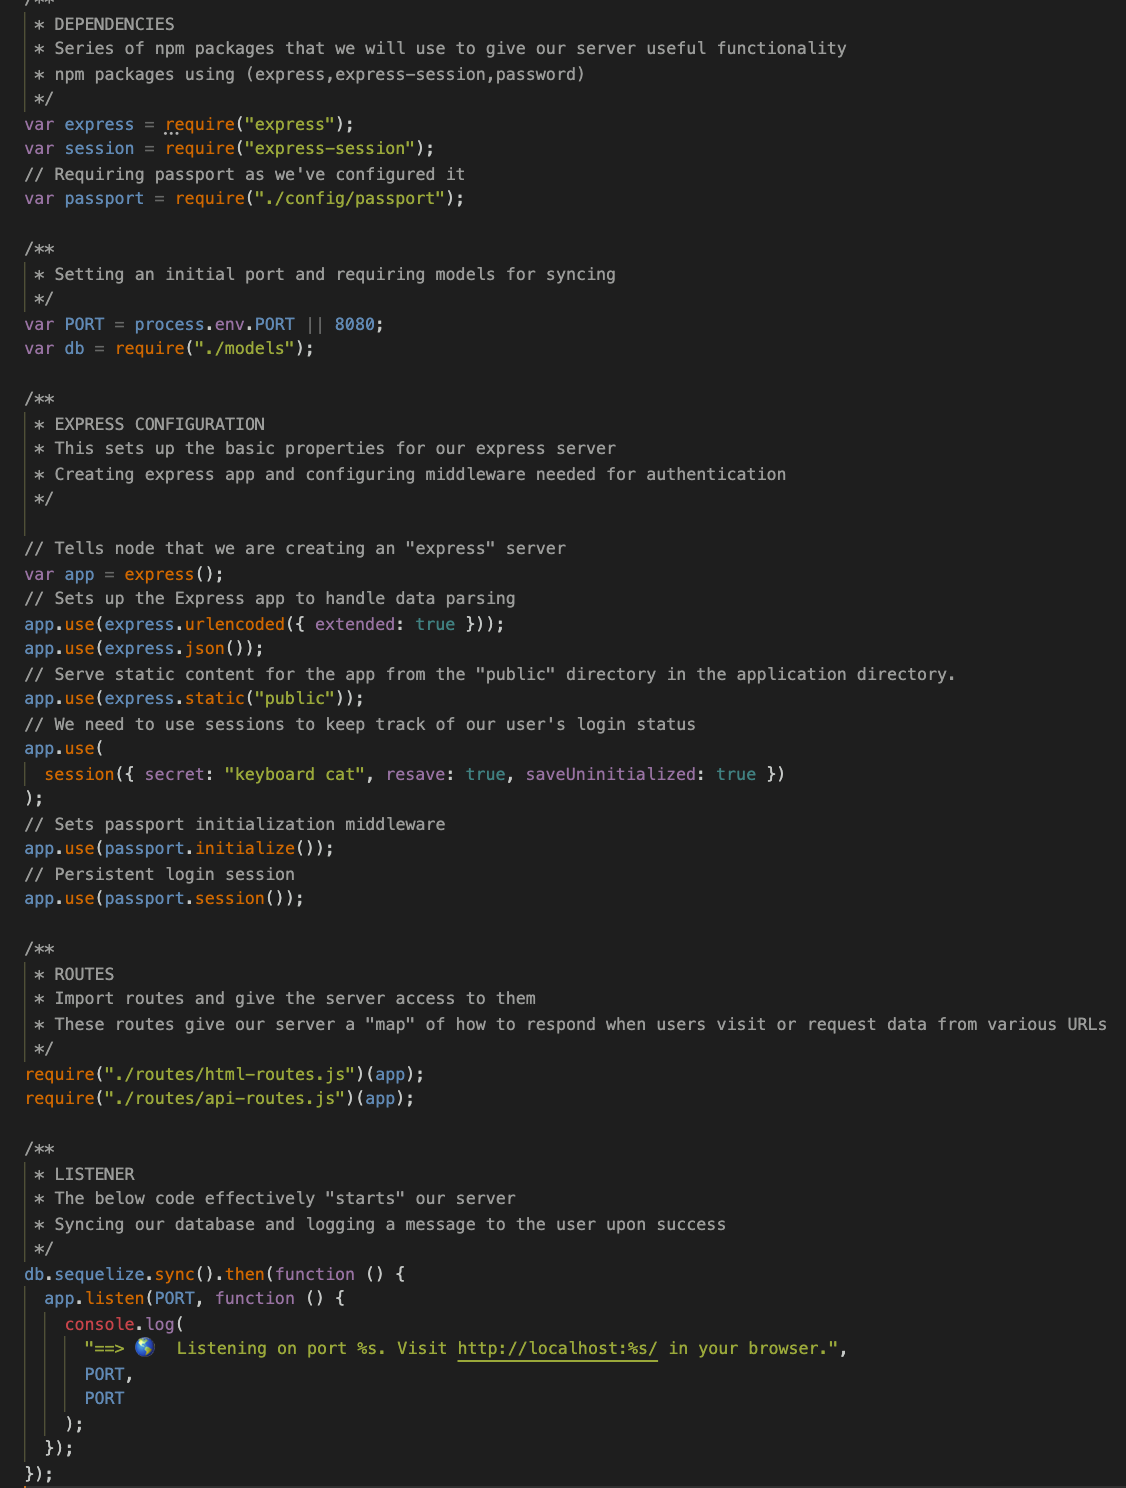 /**
 * DEPENDENCIES
 * Series of npm packages that we will use to give our server useful functionality
 * npm packages using (express,express-session,password)
 */
var express = require("express");
var session = require("express-session");
// Requiring passport as we've configured it
var passport = require("./config/passport");

/**
 * Setting an initial port and requiring models for syncing
 */
var PORT = process.env.PORT || 8080;
var db = require("./models");

/**
 * EXPRESS CONFIGURATION
 * This sets up the basic properties for our express server
 * Creating express app and configuring middleware needed for authentication
 */

// Tells node that we are creating an "express" server
var app = express();
// Sets up the Express app to handle data parsing
app.use(express.urlencoded({ extended: true }));
app.use(express.json());
// Serve static content for the app from the "public" directory in the application directory.
app.use(express.static("public"));
// We need to use sessions to keep track of our user's login status
app.use(
  session({ secret: "keyboard cat", resave: true, saveUninitialized: true })
);
// Sets passport initialization middleware
app.use(passport.initialize());
// Persistent login session
app.use(passport.session());

/**
 * ROUTES
 * Import routes and give the server access to them
 * These routes give our server a "map" of how to respond when users visit or request data from various URLs
 */
require("./routes/html-routes.js")(app);
require("./routes/api-routes.js")(app);

/**
 * LISTENER
 * The below code effectively "starts" our server
 * Syncing our database and logging a message to the user upon success
 */
db.sequelize.sync().then(function () {
  app.listen(PORT, function () {
    console.log(
      "==> 🌎  Listening on port %s. Visit http://localhost:%s/ in your browser.",
      PORT,
      PORT
    );
  });
});